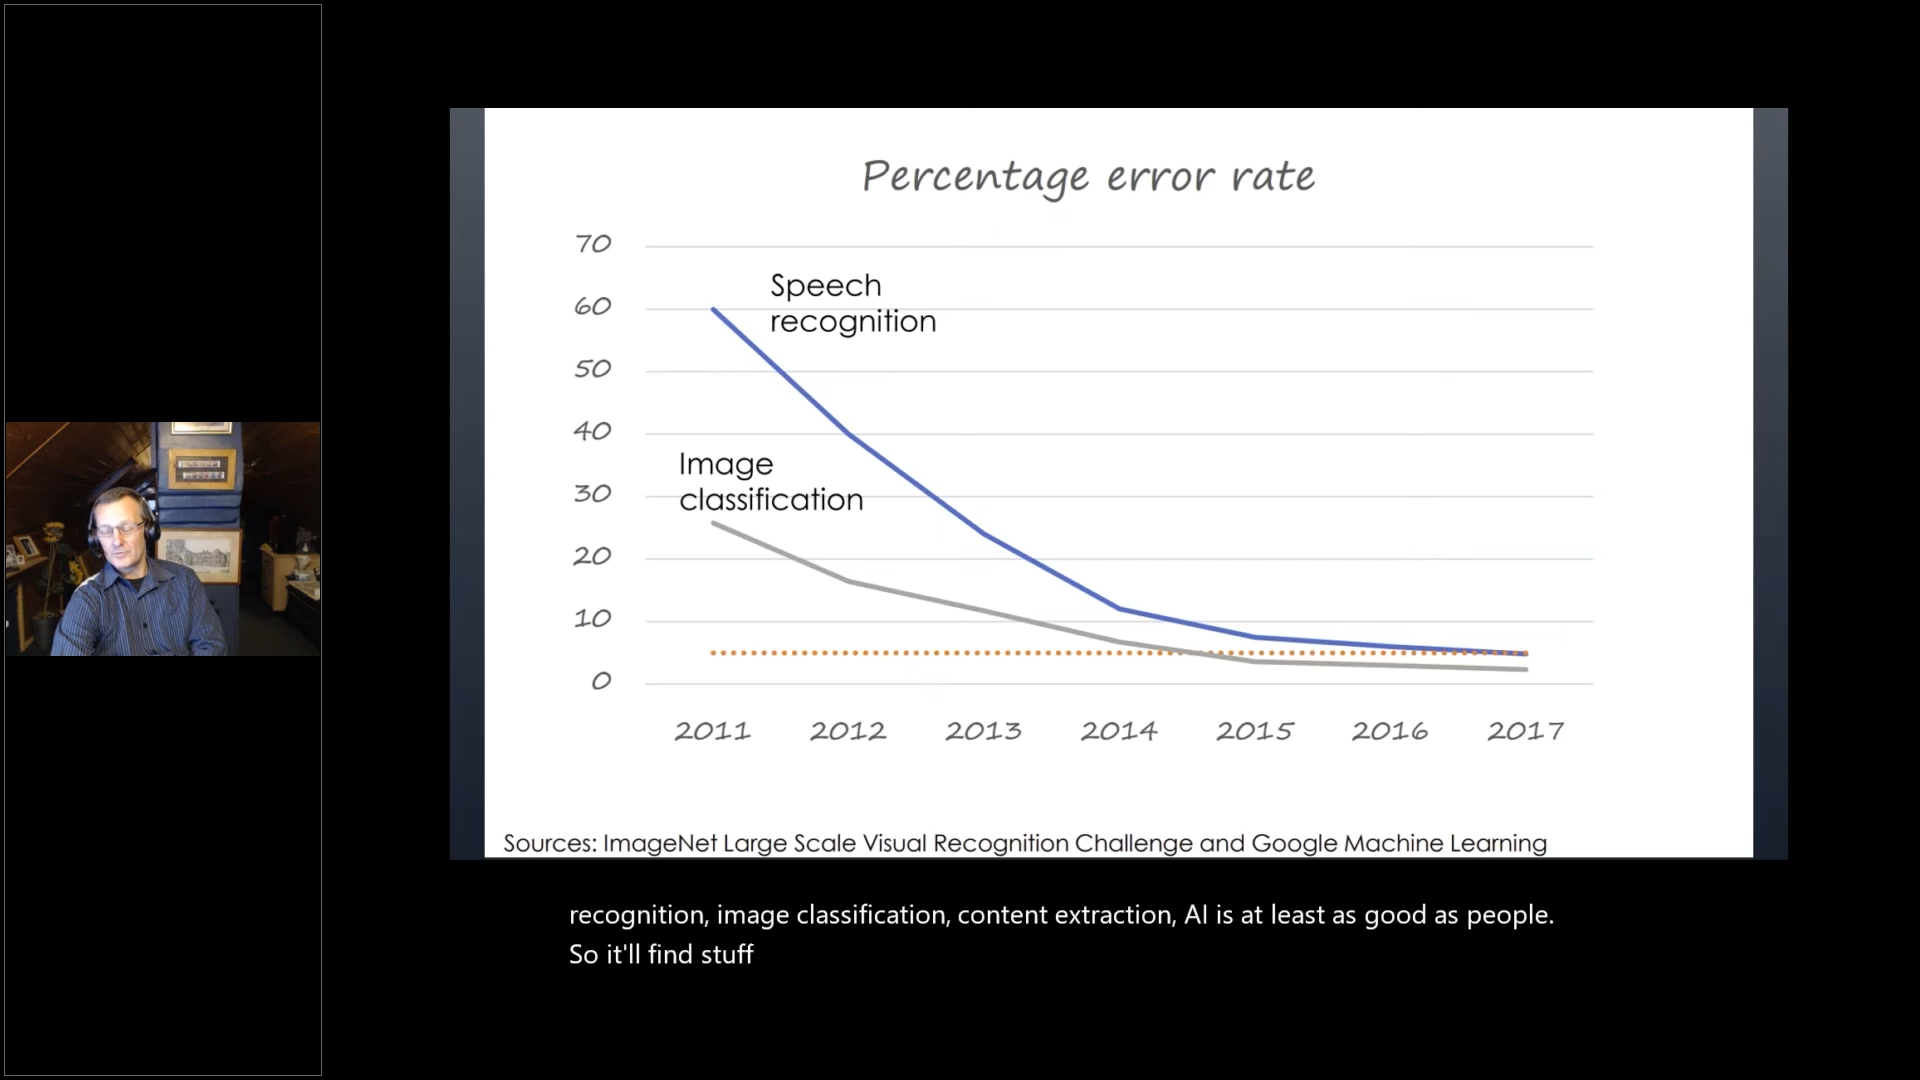 Percentage error rate
70
60
50
40
30
20
10
0
Speech
recognition
Image
classification
2011 2012 2013 2014 2015 2016 2017
Sources: ImageNet Large Scale Visual Recognition Challenge and Google Machine Learning
recognition, image classification, content extraction, AI is at least as good as people.
So it'll find stuff